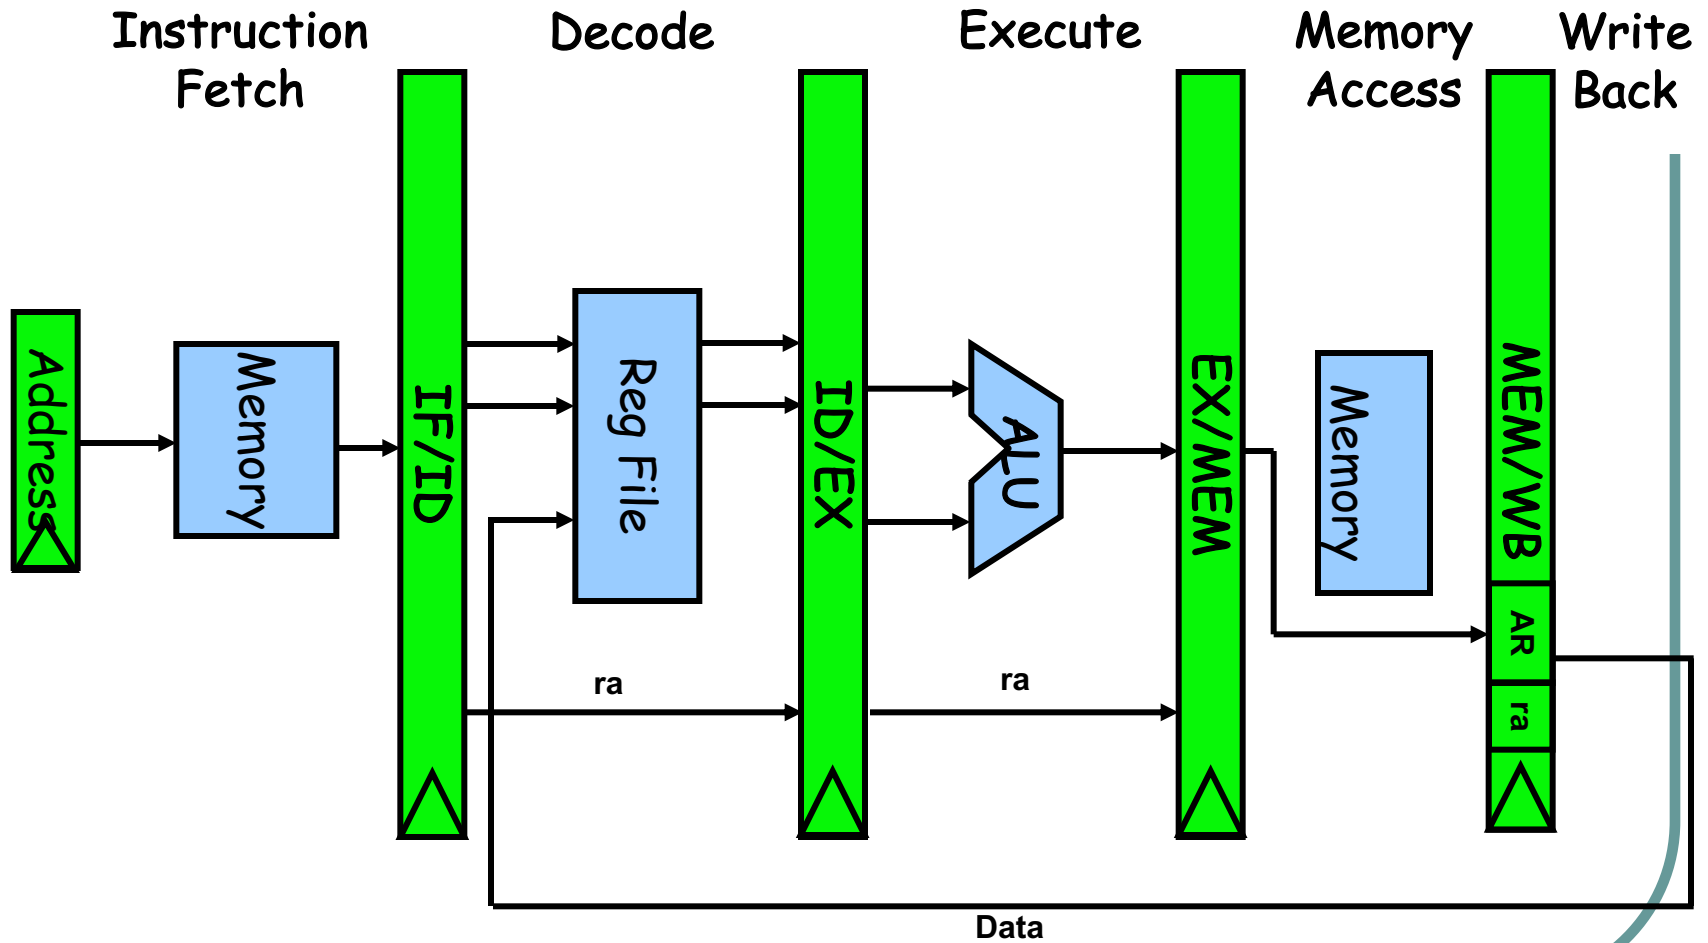 Instruction
Fetch
Decode
Execute
Memory
Access
Write
Back
Address
Memory
IF/ID
Reg File
ID/EX
ALU
EX/MEM
Memory
MEM/WB
AR
ra
ra
ra
Data